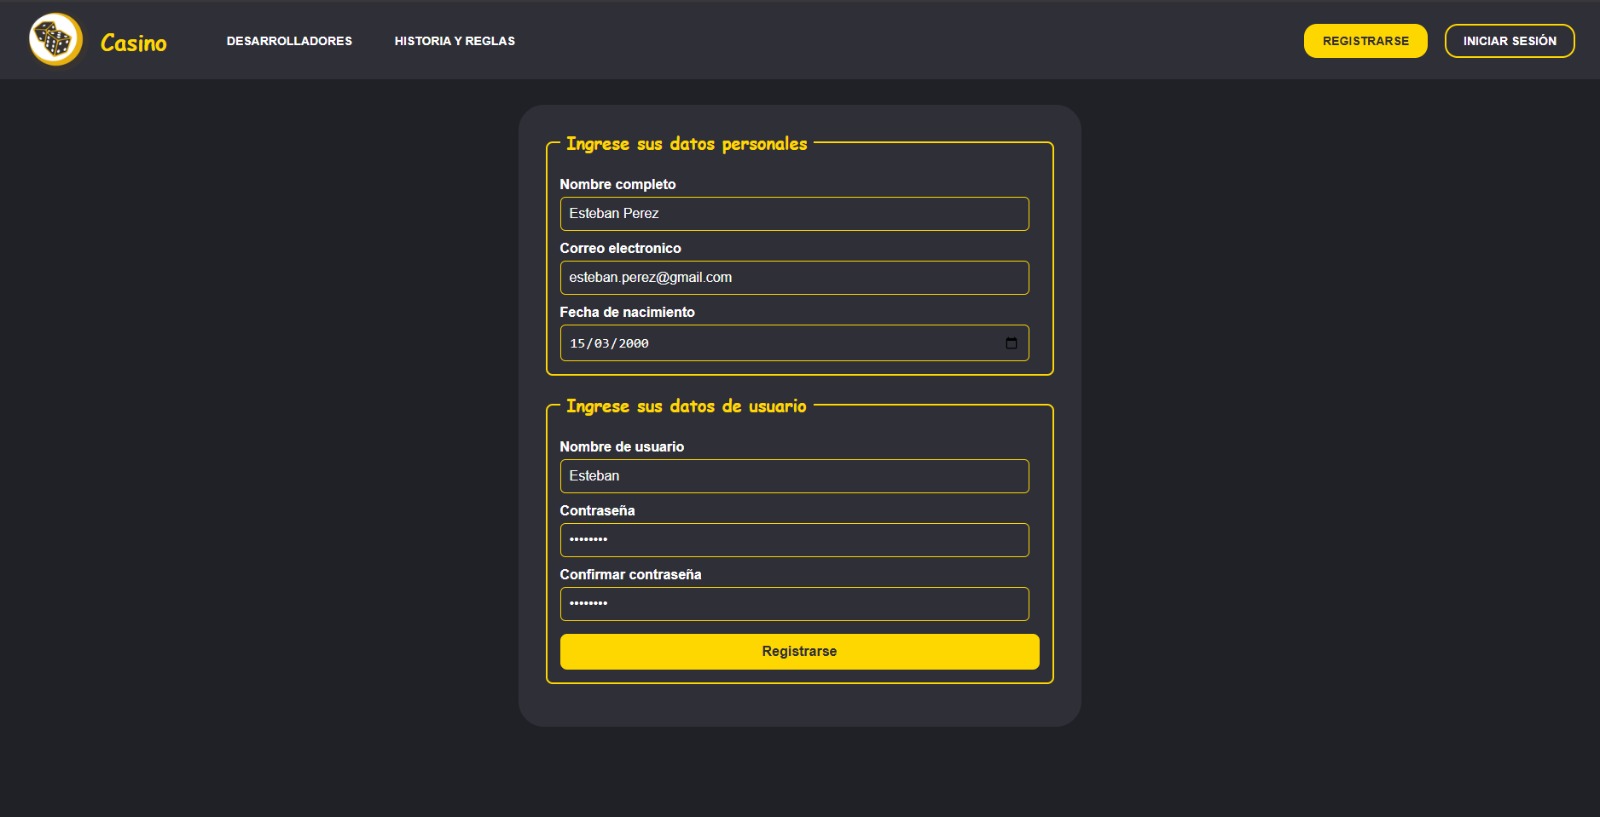 Casino
DESARROLLADORES
HISTORIA Y REGLAS
REGISTRARSE
INICIAR SESIÓN
Ingrese sus datos personales
Nombre completo
Esteban Perez
Correo electronico
esteban.perez@gmail.com
Fecha de nacimiento
15/03/2000
Ingrese sus datos de usuario
Nombre de usuario
Esteban
Contraseña
••••••••
Confirmar contraseña
••••••••
Registrarse